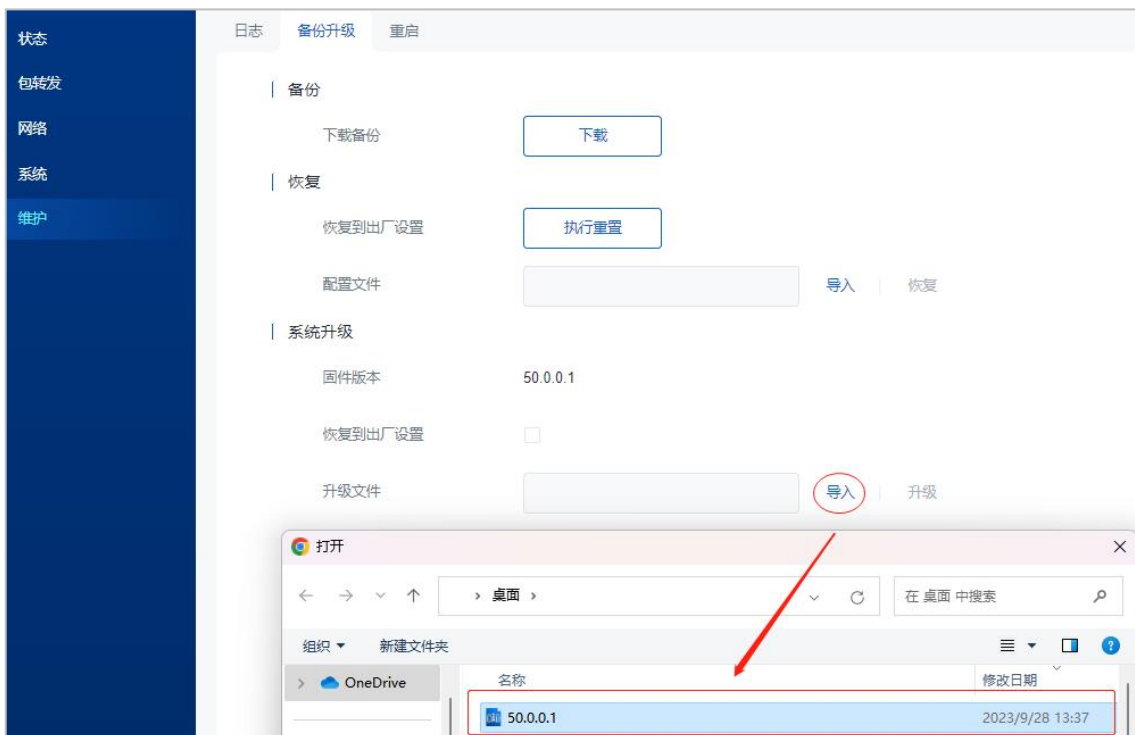 状态
包转发
网络
系统
维护
日志 备份升级 重启
备份
下载备份 下载
恢复
恢复到出厂设置 执行重置
配置文件 导入 恢复
系统升级
固件版本 50.0.0.1
恢复到出厂设置
升级文件 导入 升级
打开
桌面 在 桌面 中搜索
组织 新建文件夹
OneDrive 名称 修改日期
50.0.0.1 2023/9/28 13:37